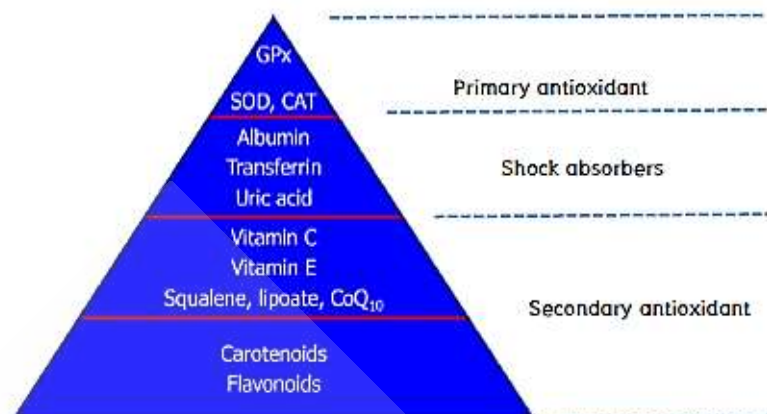 GPx
SOD, CAT
Primary antioxidant
Albumin
Transferrin
Uric acid
Shock absorbers
Vitamin C
Vitamin E
Squalene, lipoate, CoQ₁₀
Secondary antioxidant
Carotenoids
Flavonoids